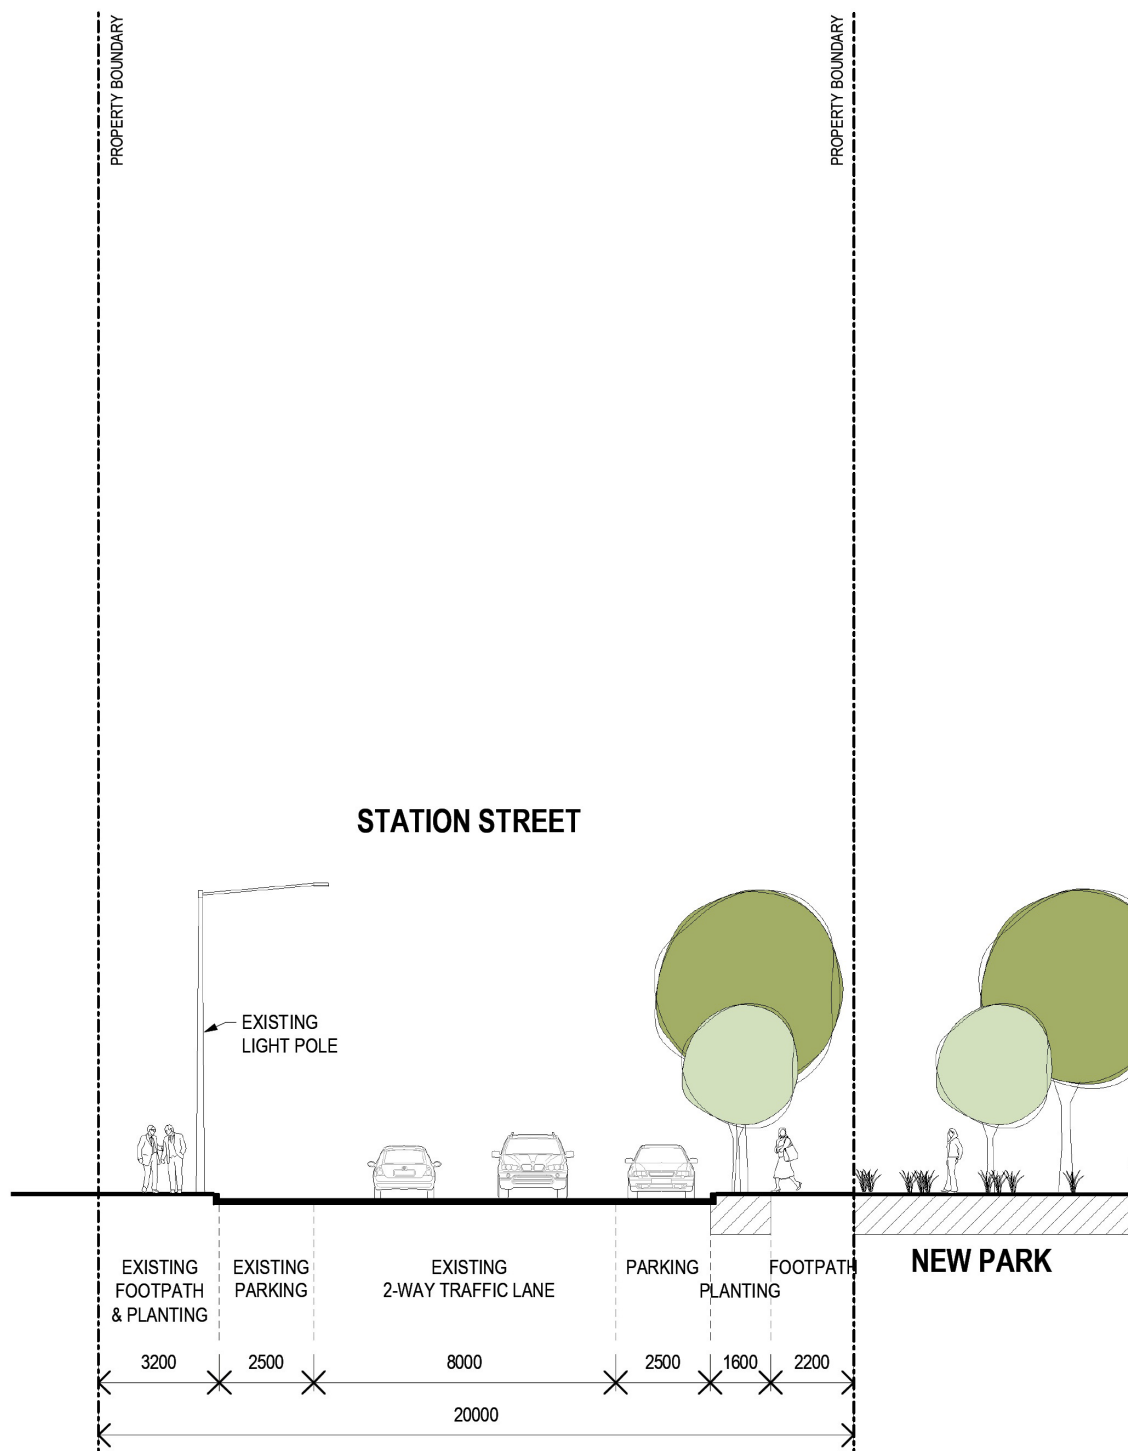 PROPERTY BOUNDARY
PROPERTY BOUNDARY
STATION STREET
EXISTING
LIGHT POLE
EXISTING
FOOTPATH
& PLANTING
EXISTING
PARKING
EXISTING
2-WAY TRAFFIC LANE
PARKING
PLANTING
FOOTPATH
NEW PARK
3200
2500
8000
2500
1600
2200
20000